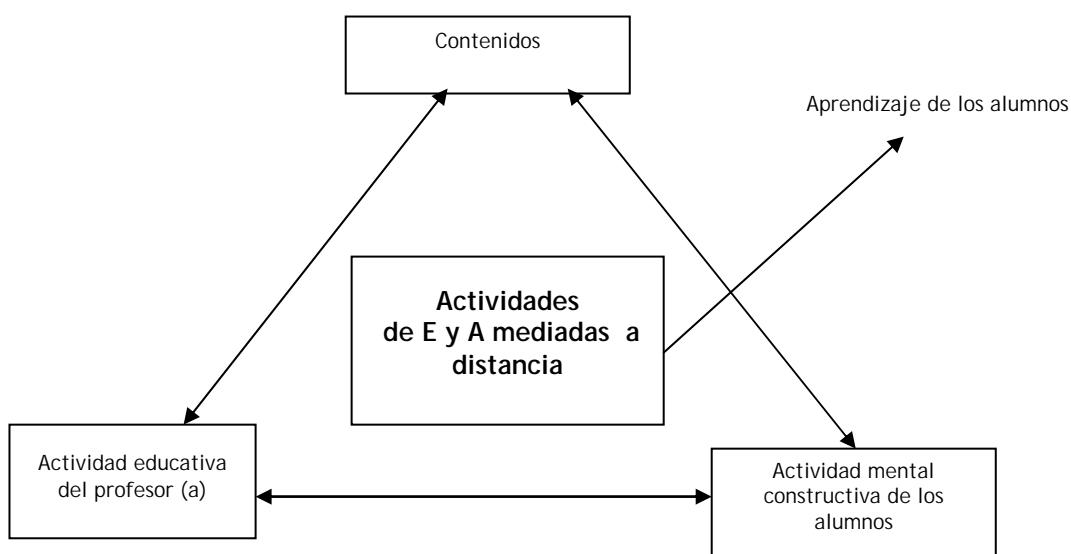 Contenidos
Aprendizaje de los alumnos
Actividades
de E y A mediadas a
distancia
Actividad educativa
del profesor (a)
Actividad mental
constructiva de los
alumnos